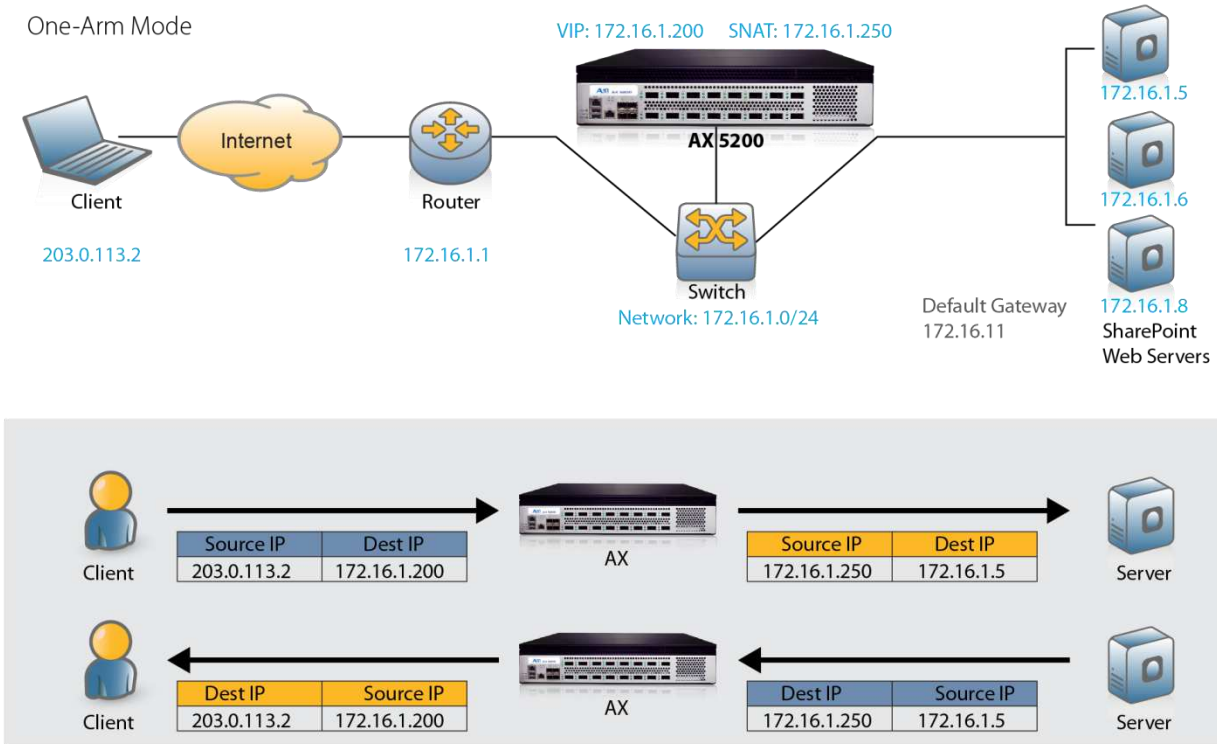 One-Arm Mode
VIP: 172.16.1.200 SNAT: 172.16.1.250
172.16.1.5
Internet
AX 5200
Client
Router
172.16.1.6
203.0.113.2
172.16.1.1
Switch
Network: 172.16.1.0/24
Default Gateway
172.16.11
172.16.1.8
SharePoint
Web Servers
Client
Source IP Dest IP
203.0.113.2 172.16.1.200
AX
Source IP Dest IP
172.16.1.250 172.16.1.5
Server
Client
Dest IP Source IP
203.0.113.2 172.16.1.200
AX
Dest IP Source IP
172.16.1.250 172.16.1.5
Server